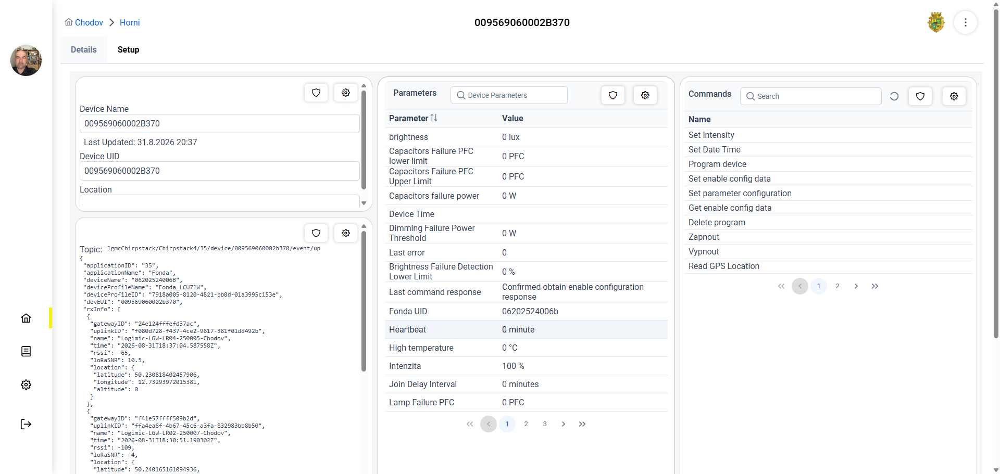 Chodov
Horni
009569060002B370
Details
Setup
Device Name
009569060002B370
Last Updated: 31.8.2026 20:37
Device UID
009569060002B370
Location
Topic: lgmcChirpstack/Chirpstack4/35/device/009569060002b370/event/up
{
"applicationID": "35",
"applicationName": "Fonda",
"deviceName": "06202524006B",
"deviceProfileName": "Fonda_LCU71W",
"deviceProfileID": "7918a005-8120-4821-bb0d-01a3995c153e",
"devEUI": "009569060002b370",
"rxInfo": [
{
"gatewayID": "24e124fffefd37ac",
"uplinkID": "f080d728-f437-4ce2-9617-381f01d8492b",
"name": "Logimic-LGW-LR04-250005-Chodov",
"time": "2026-08-31T18:37:04.587558Z",
"rssi": -65,
"loRaSNR": 10.5,
"location": {
"latitude": 50.230818402457906,
"longitude": 12.73293972015381,
"altitude": 0
}
},
{
"gatewayID": "f41e57ffff509b2d",
"uplinkID": "ffa4ea8f-4b67-45c6-a3fa-832983bb8b50",
"name": "Logimic-LGW-LR02-250007-Chodov",
"time": "2026-08-31T18:30:51.190302Z",
"rssi": -109,
"loRaSNR": -4,
"location": {
"latitude": 50.240165161094936,
Parameters
Device Parameters
Parameter Value
brightness 0 lux
Capacitors Failure PFC
lower limit 0 PFC
Capacitors Failure PFC
Upper Limit 0 PFC
Capacitors failure power 0 W
Device Time
Dimming Failure Power
Threshold 0 W
Last error 0
Brightness Failure Detection
Lower Limit 0 %
Last command response Confirmed obtain enable configuration
response
Fonda UID 06202524006b
Heartbeat 0 minute
High temperature 0 °C
Intenzita 100 %
Join Delay Interval 0 minutes
Lamp Failure PFC 0 PFC
1 2 3
Commands
Search
Name
Set Intensity
Set Date Time
Program device
Set enable config data
Set parameter configuration
Get enable config data
Delete program
Zapnout
Vypnout
Read GPS Location
1 2